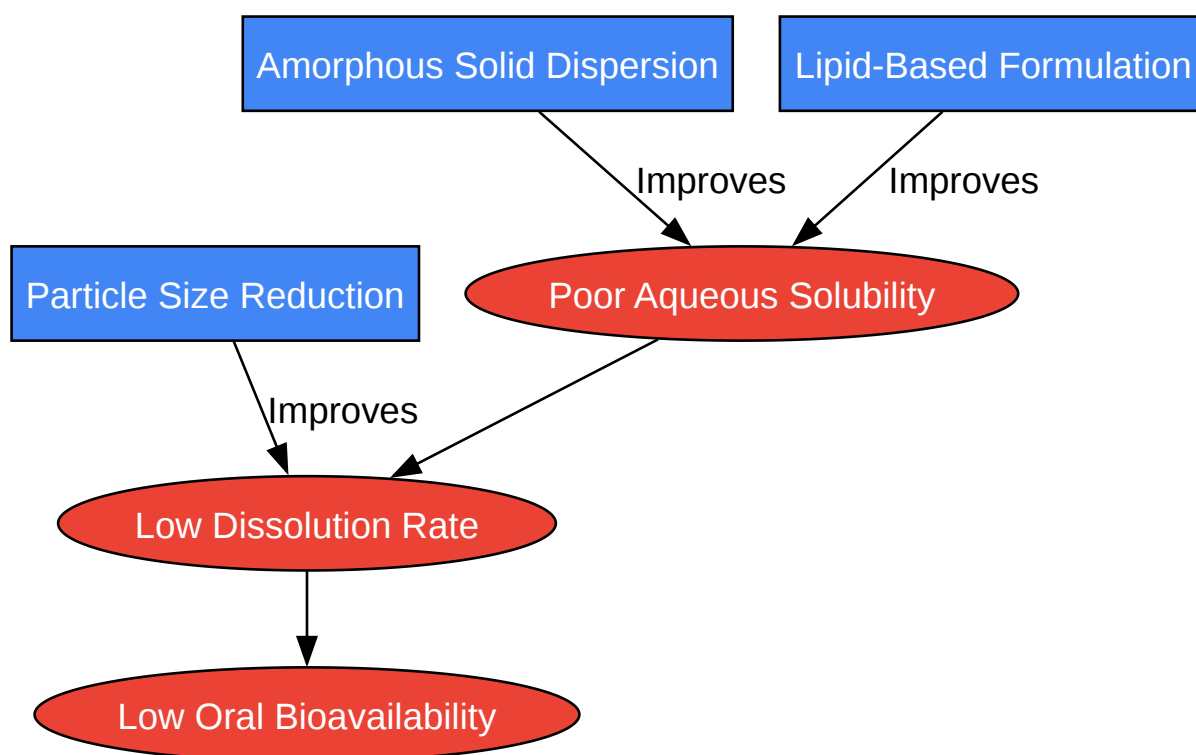 Amorphous Solid Dispersion
Lipid-Based Formulation
Improves
Improves
Particle Size Reduction
Poor Aqueous Solubility
Improves
Low Dissolution Rate
Low Oral Bioavailability